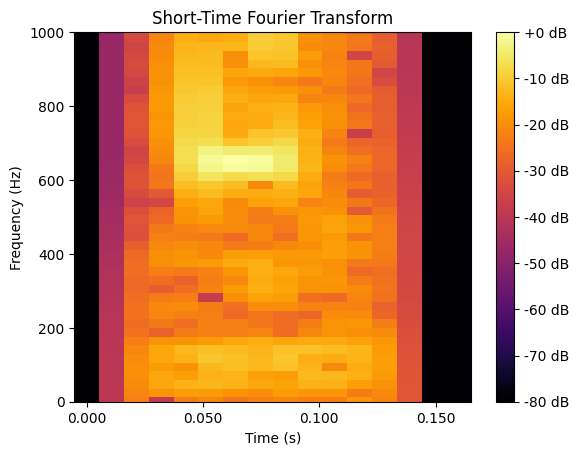 Short-Time Fourier Transform
1000
800
600
400
200
0
Frequency (Hz)
0.000
0.050
0.100
0.150
Time (s)
+0 dB
-10 dB
-20 dB
-30 dB
-40 dB
-50 dB
-60 dB
-70 dB
-80 dB